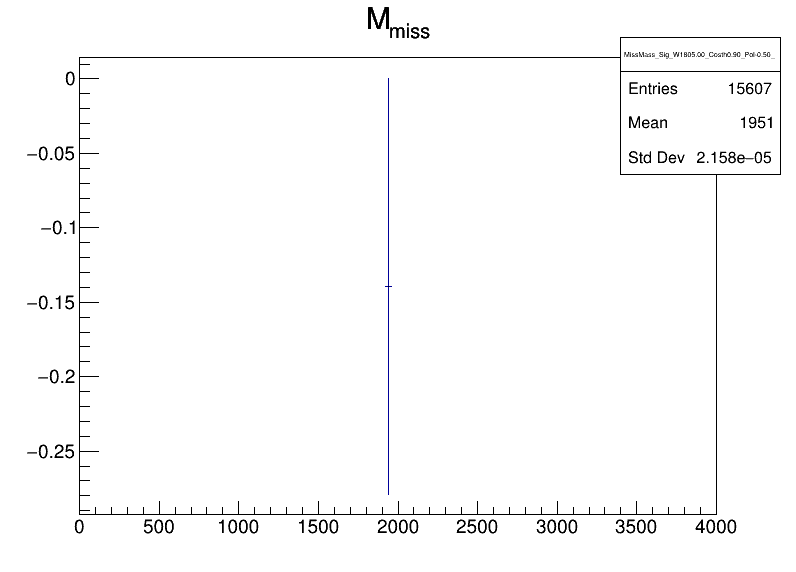 M_miss
MissMass_Sig_W1805.00_Costh0.90_Pol-0.50_
Entries 15607
Mean 1951
Std Dev 2.158e−05
0
−0.05
−0.1
−0.15
−0.2
−0.25
0 500 1000 1500 2000 2500 3000 3500 4000